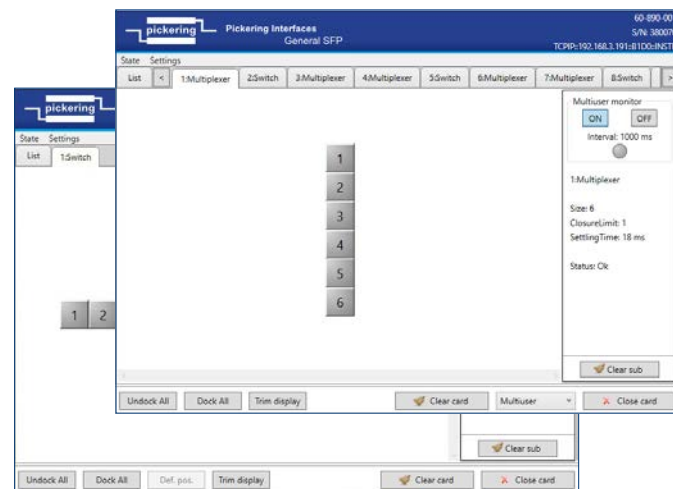 pickering
Pickering Interfaces
General SFP
60-890-00
S/N: 38007
TCPIP::192.168.3.191::B1D0::INSTR
State Settings
List < 1:Multiplexer 2:Switch 3:Multiplexer 4:Multiplexer 5:Switch 6:Multiplexer 7:Multiplexer 8:Switch >
Multiuser monitor
ON OFF
Interval: 1000 ms
1:Multiplexer
Size: 6
ClosureLimit: 1
SettlingTime: 18 ms
Status: Ok
1
2
3
4
5
6
Clear sub
Undock All Dock All Trim display Clear card Multiuser Close card
pickering
State Settings
List 1:Switch
1 2
Clear sub
Undock All Dock All Def. pos. Trim display Clear card Close card